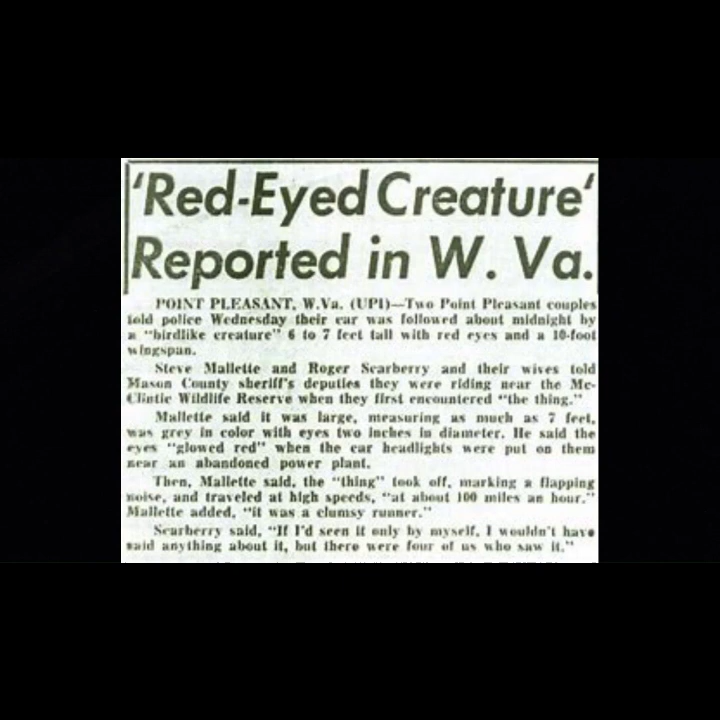 'Red-Eyed Creature'
Reported in W. Va.
POINT PLEASANT, W.Va. (UPI)—Two Point Pleasant couples
told police Wednesday their car was followed about midnight by
a "birdlike creature" 6 to 7 feet tall with red eyes and a 10-foot
wingspan.
Steve Mallette and Roger Scarberry and their wives told
Mason County sheriff's deputies they were riding near the Mc-
Clintic Wildlife Reserve when they first encountered "the thing."
Mallette said it was large, measuring as much as 7 feet,
was grey in color with eyes two inches in diameter. He said the
eyes "glowed red" when the car headlights were put on them
near an abandoned power plant.
Then, Mallette said, the "thing" took off, marking a flapping
noise, and traveled at high speeds, "at about 100 miles an hour."
Mallette added, "it was a clumsy runner."
Scarberry said, "If I'd seen it only by myself, I wouldn't have
said anything about it, but there were four of us who saw it."